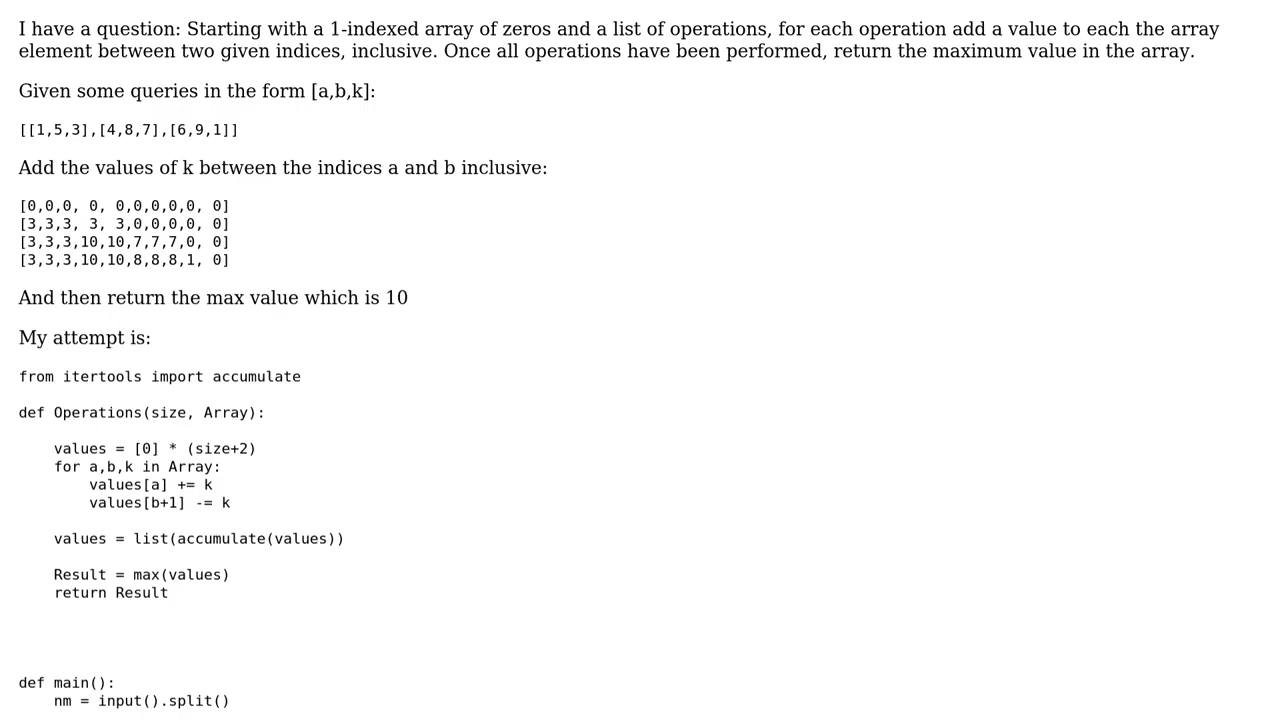 I have a question: Starting with a 1-indexed array of zeros and a list of operations, for each operation add a value to each the array
element between two given indices, inclusive. Once all operations have been performed, return the maximum value in the array.
Given some queries in the form [a,b,k]:
[[1,5,3],[4,8,7],[6,9,1]]
Add the values of k between the indices a and b inclusive:
[0,0,0, 0, 0,0,0,0,0, 0]
[3,3,3, 3, 3,0,0,0,0, 0]
[3,3,3,10,10,7,7,7,0, 0]
[3,3,3,10,10,8,8,8,1, 0]
And then return the max value which is 10
My attempt is:
from itertools import accumulate
def Operations(size, Array):
    values = [0] * (size+2)
    for a,b,k in Array:
        values[a] += k
        values[b+1] -= k
    values = list(accumulate(values))
    Result = max(values)
    return Result
def main():
    nm = input().split()